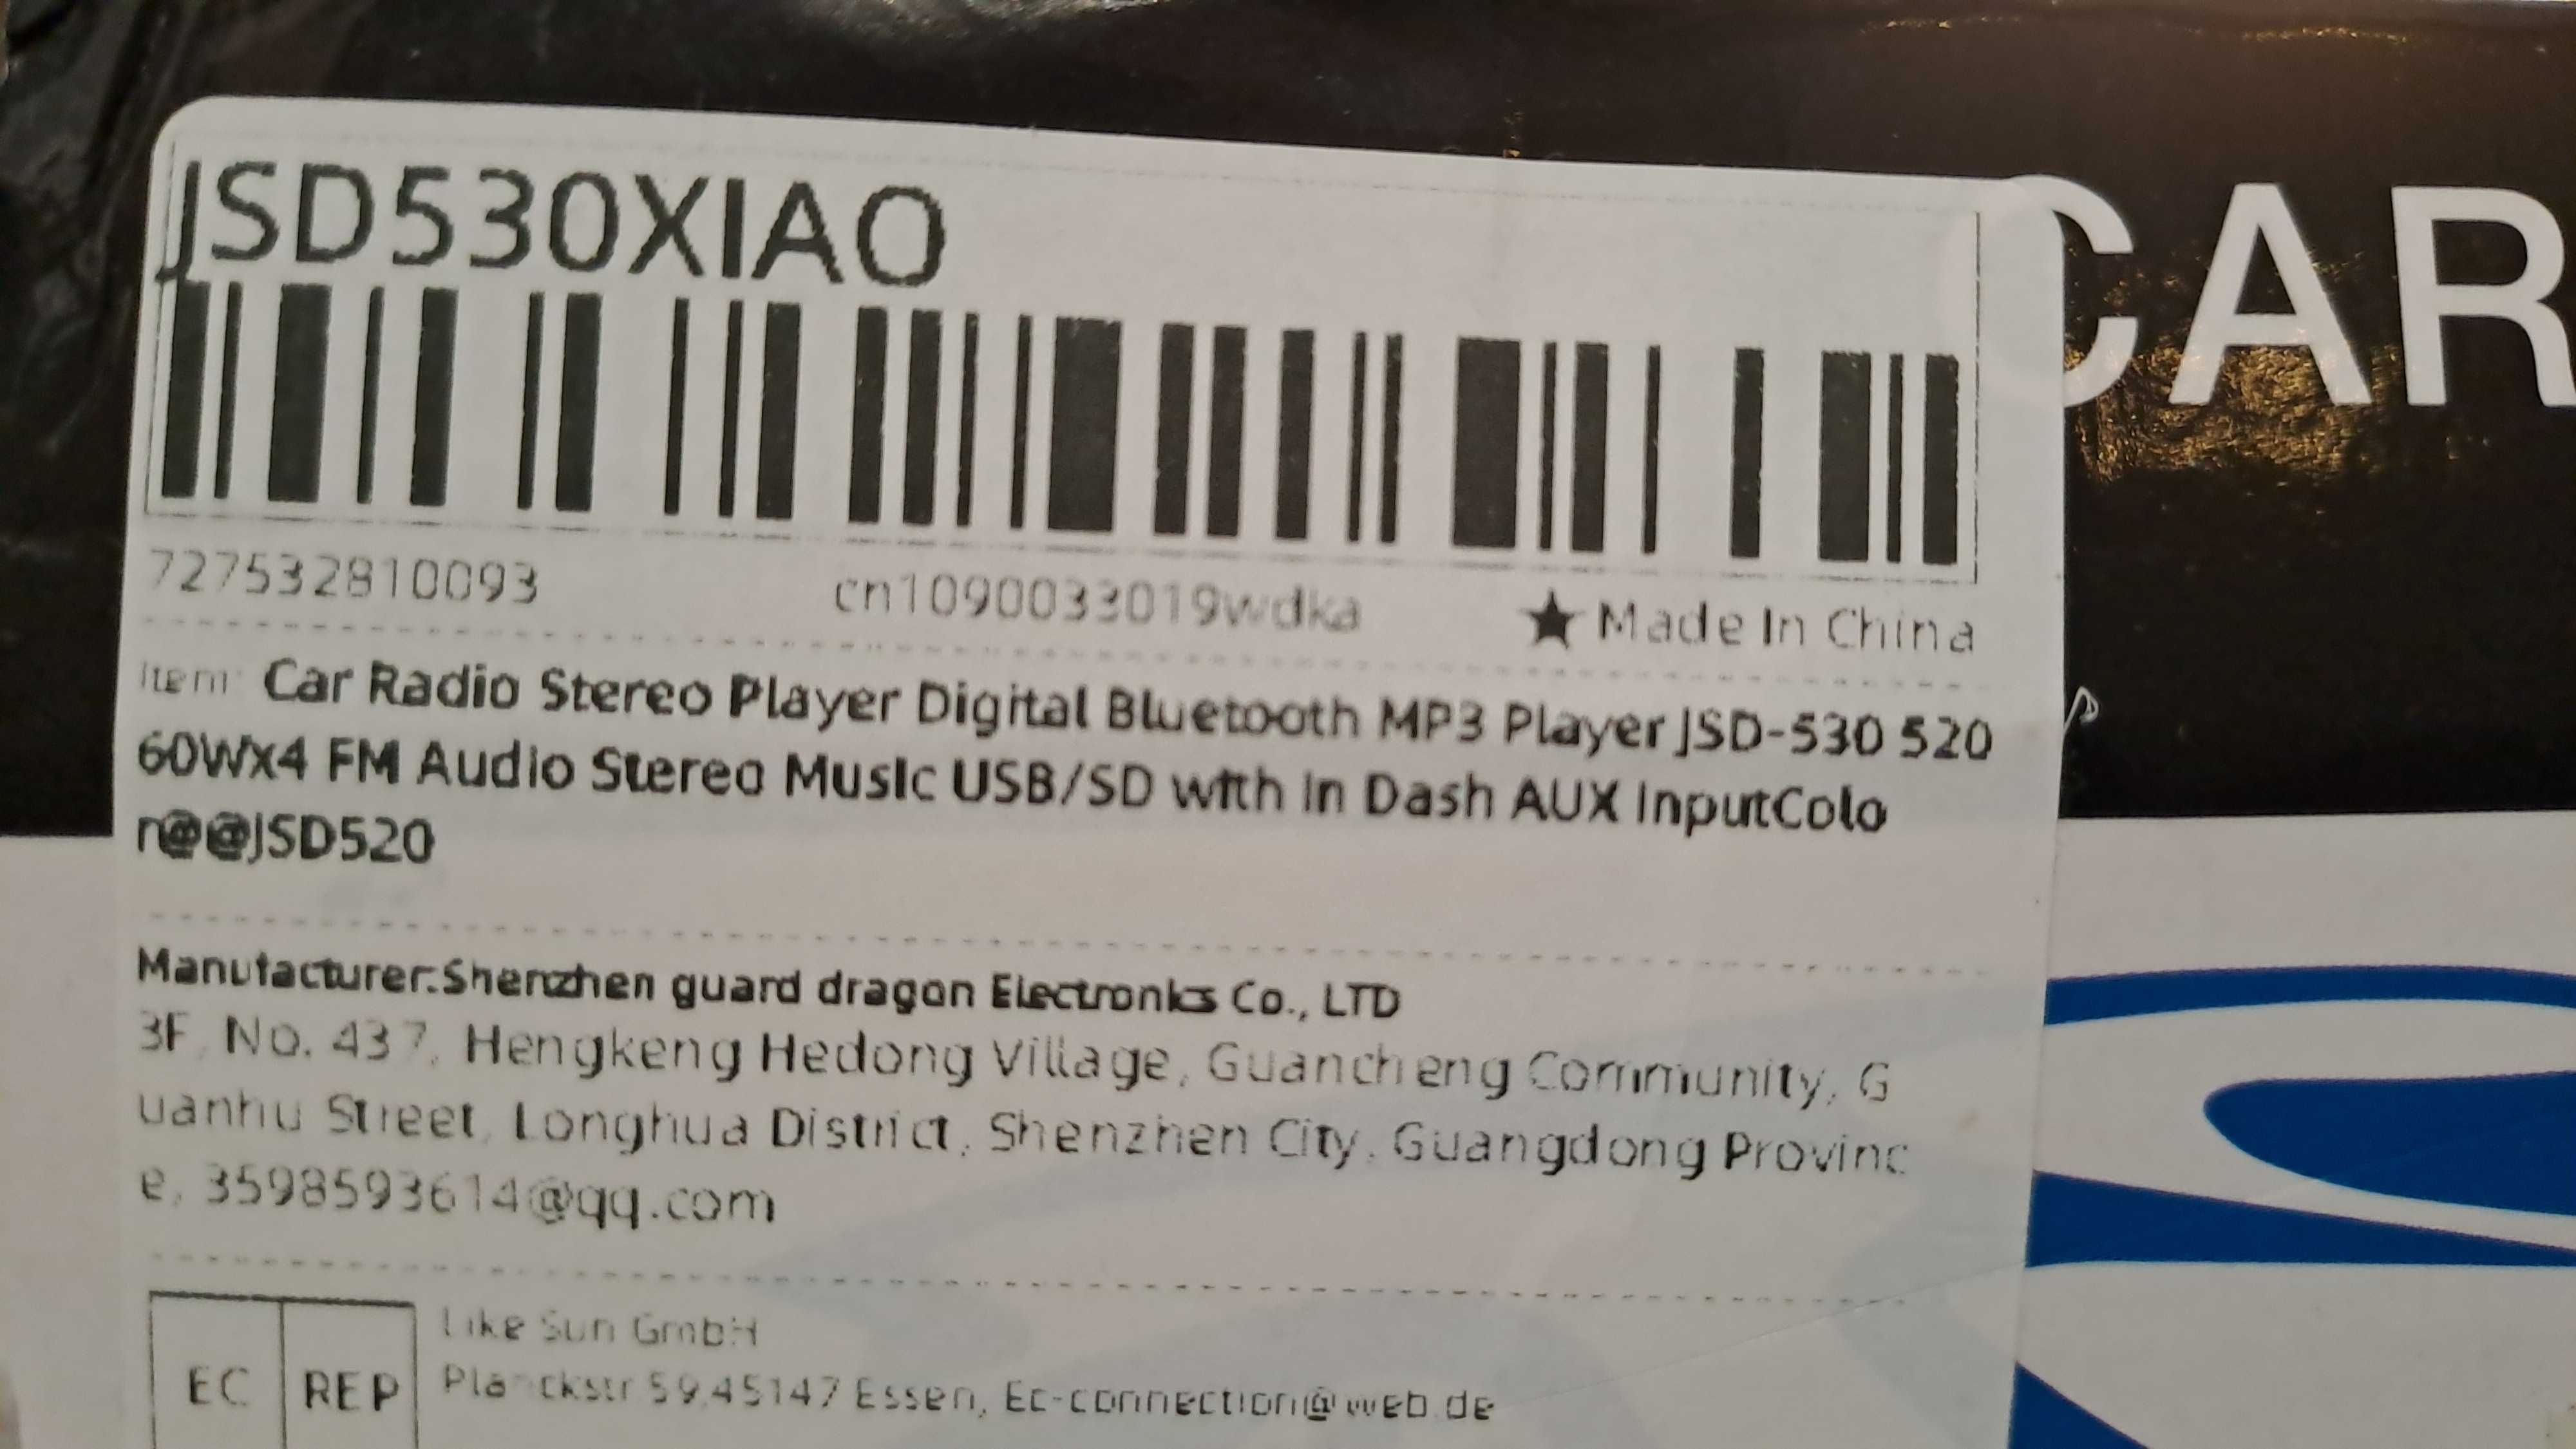 JSD530XIAO
CAR
727532810093 cn1090033019wdka ★Made In China
Item: Car Radio Stereo Player Digital Bluetooth MP3 Player JSD-530 520
60Wx4 FM Audio Stereo Music USB/SD with In Dash AUX InputColo
r@@JSD520
Manufacturer:Shenzhen guard dragon Electronics Co., LTD
3F, No. 437, Hengkeng Hedong Village, Guancheng Community, G
uanhu Street, Longhua District, Shenzhen City, Guangdong Provinc
e, 3598593614@qq.com
Like Sun GmbH
EC REP Planckstr 59,45147 Essen, Ec-connection@web.de